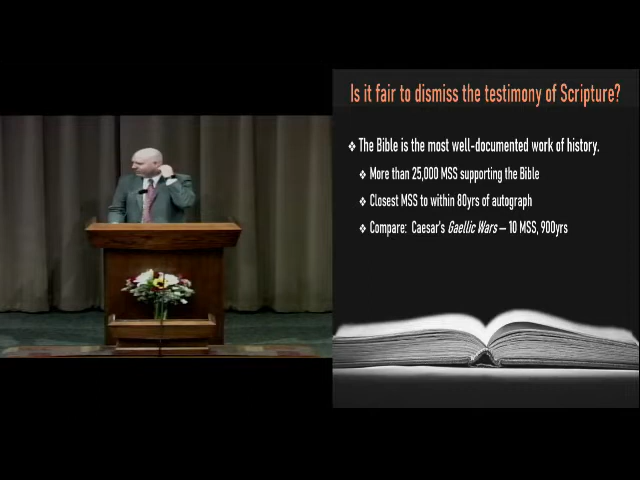 Is it fair to dismiss the testimony of Scripture?
❖ The Bible is the most well-documented work of history.
❖ More than 25,000 MSS supporting the Bible
❖ Closest MSS to within 80yrs of autograph
❖ Compare: Caesar's Gaellic Wars – 10 MSS, 900yrs